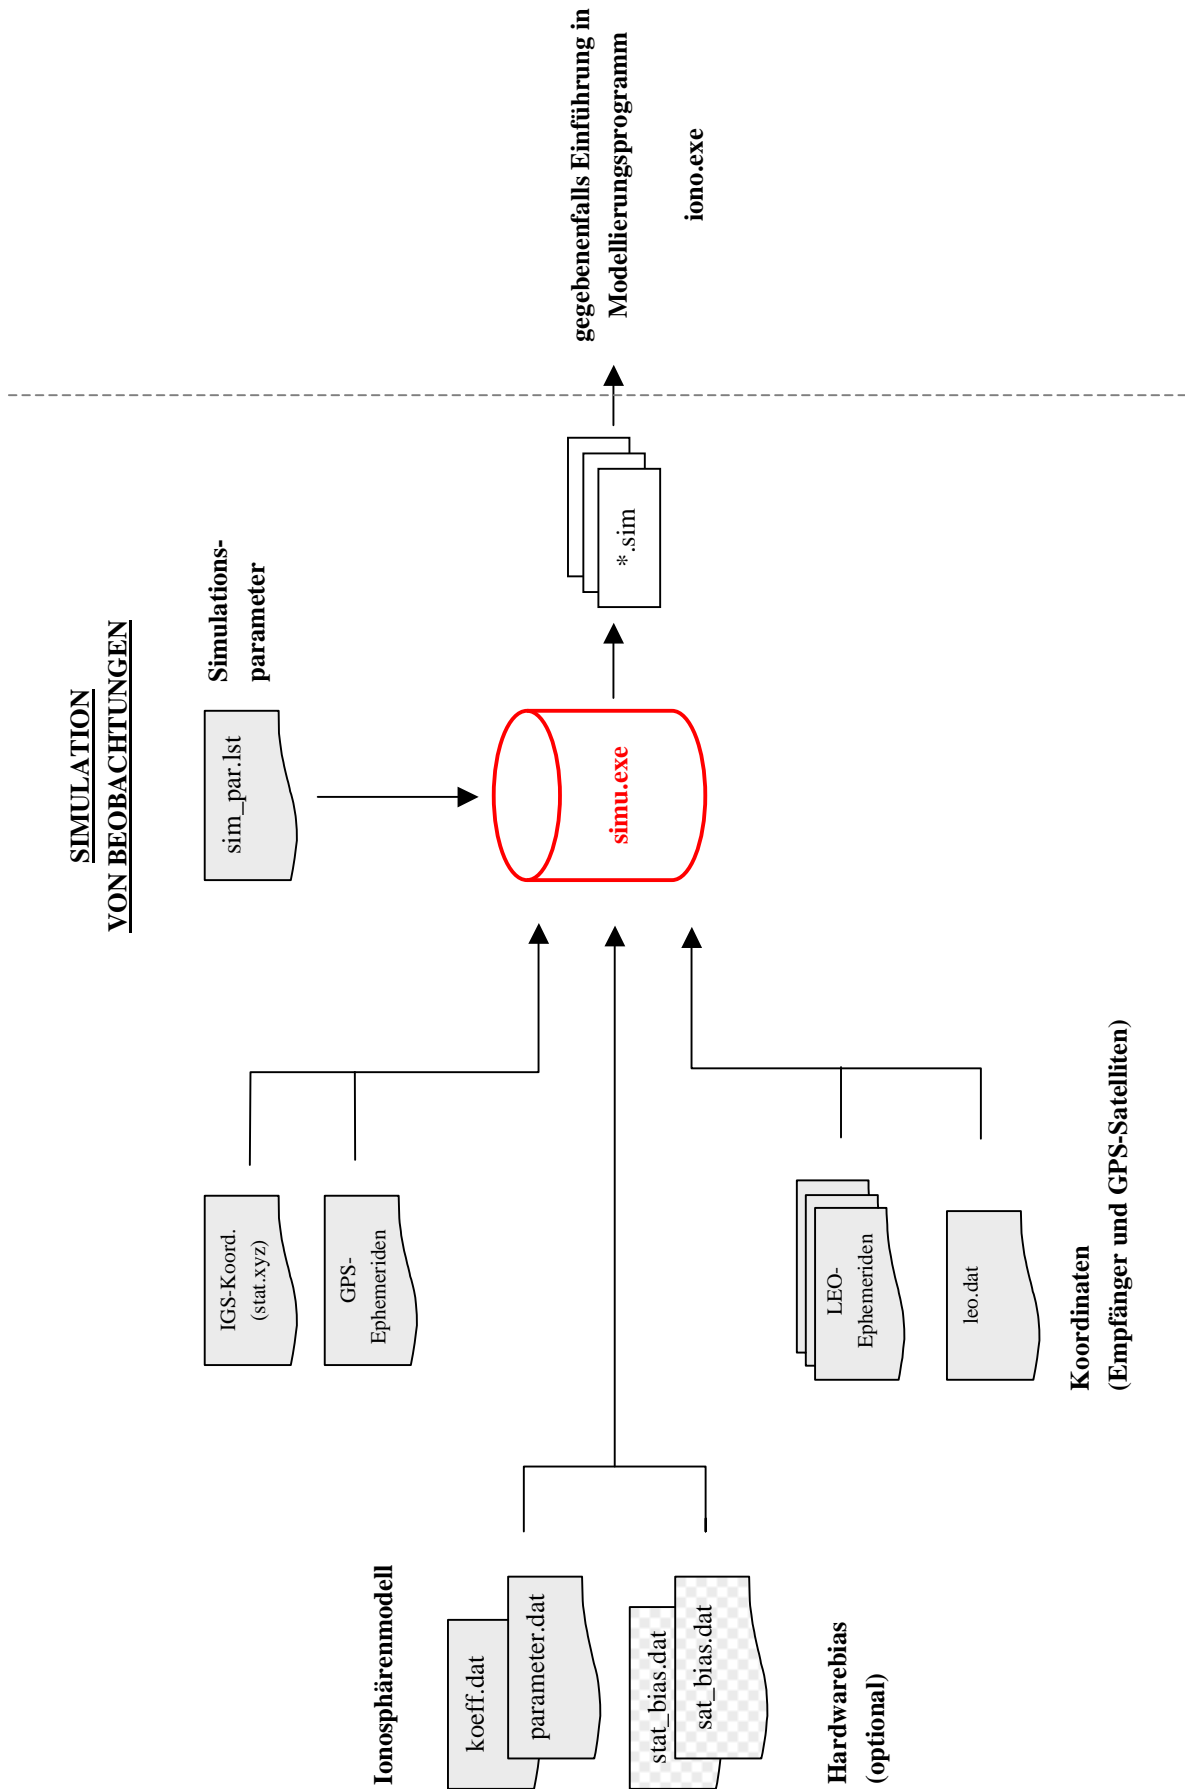 SIMULATION
VON BEOBACHTUNGEN
Ionosphärenmodell
koeff.dat
parameter.dat
stat_bias.dat
sat_bias.dat
Hardwarebias
(optional)
IGS-Koord.
(stat.xyz)
GPS-
Ephemeriden
LEO-
Ephemeriden
leo.dat
Koordinaten
(Empfänger und GPS-Satelliten)
sim_par.lst
Simulations-
parameter
simu.exe
*.sim
gegebenenfalls Einführung in
Modellierungsprogramm
iono.exe